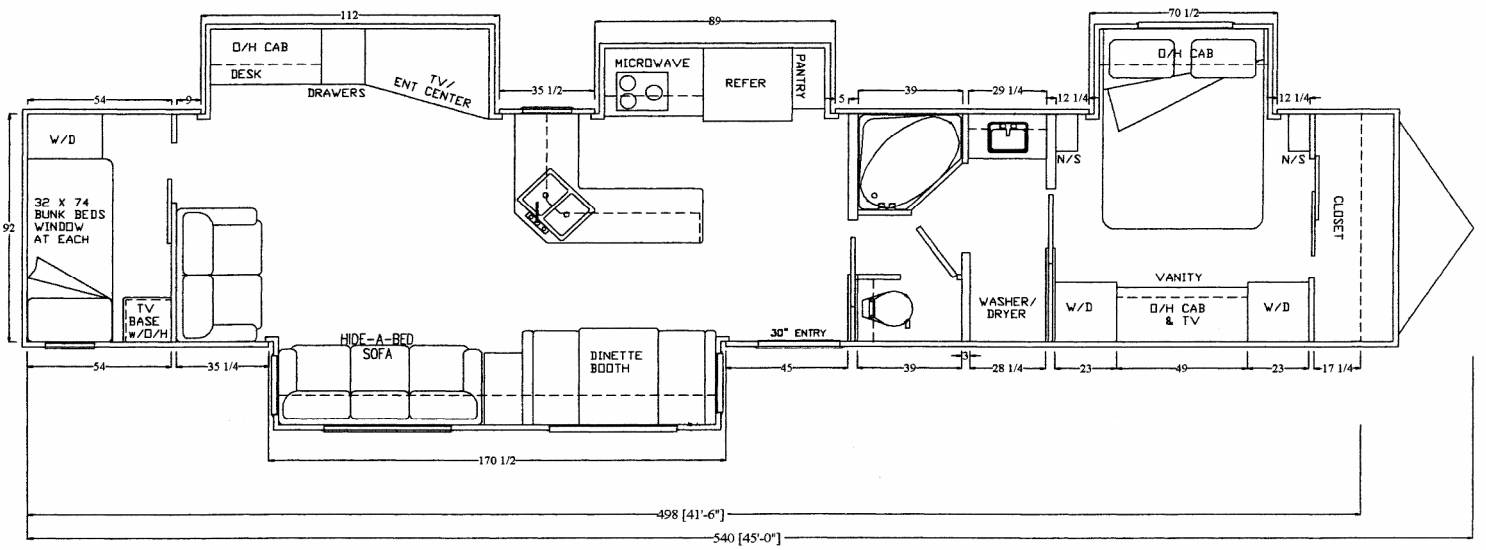 112
89
70 1/2
O/H CAB
DESK
DRAWERS
TV/
ENT CENTER
MICROWAVE
REFER
PANTRY
O/H CAB
54
9
35 1/2
5
39
29 1/4
12 1/4
12 1/4
W/D
N/S
N/S
32 X 74
BUNK BEDS
WINDOW
AT EACH
92
CLOSET
TV
BASE
w/O/H
HIDE-A-BED
SOFA
DINETTE
BOOTH
30" ENTRY
WASHER/
DRYER
VANITY
W/D
O/H CAB
& TV
W/D
54
35 1/4
45
39
3
28 1/4
23
49
23
17 1/4
170 1/2
498 [41'-6"]
540 [45'-0"]